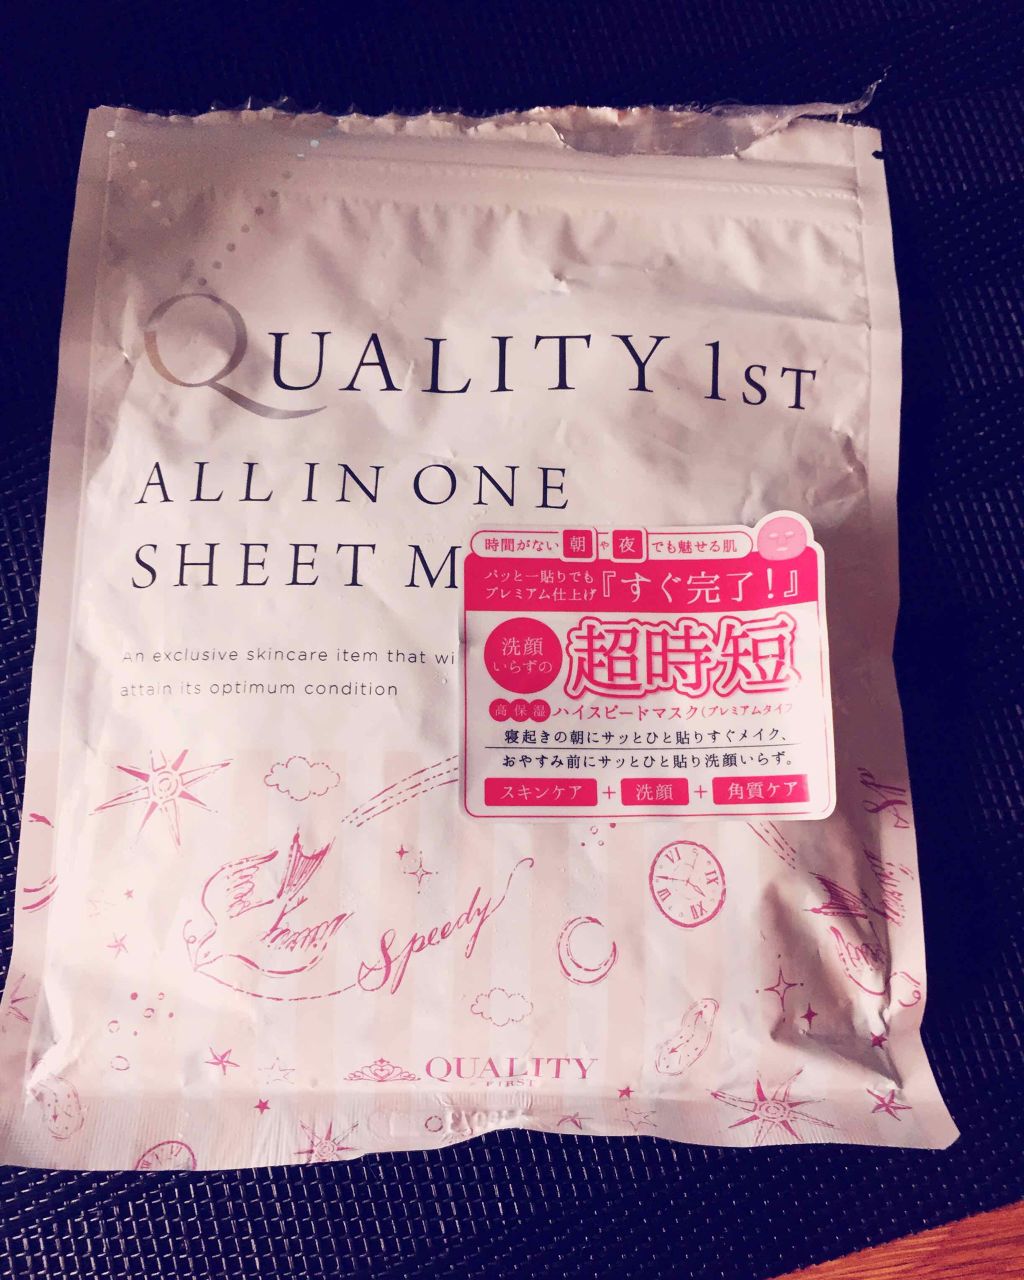 QUALITY 1ST
ALL IN ONE
SHEET M
時間がない 朝や夜でも魅せる肌
パッと一貼りでも
プレミアム仕上げ
『すぐ完了!』
洗顔
いらずの
超時短
高保湿 ハイスピードマスク(プレミアムタイプ
寝起きの朝にサッとひと貼りすぐメイク、
おやすみ前にサッとひと貼り洗顔いらず。
スキンケア+洗顔+角質ケア
An exclusive skincare item that wi
attain its optimum condition
VI
IX
III
XII
Speedy
QUALITY
FIRST